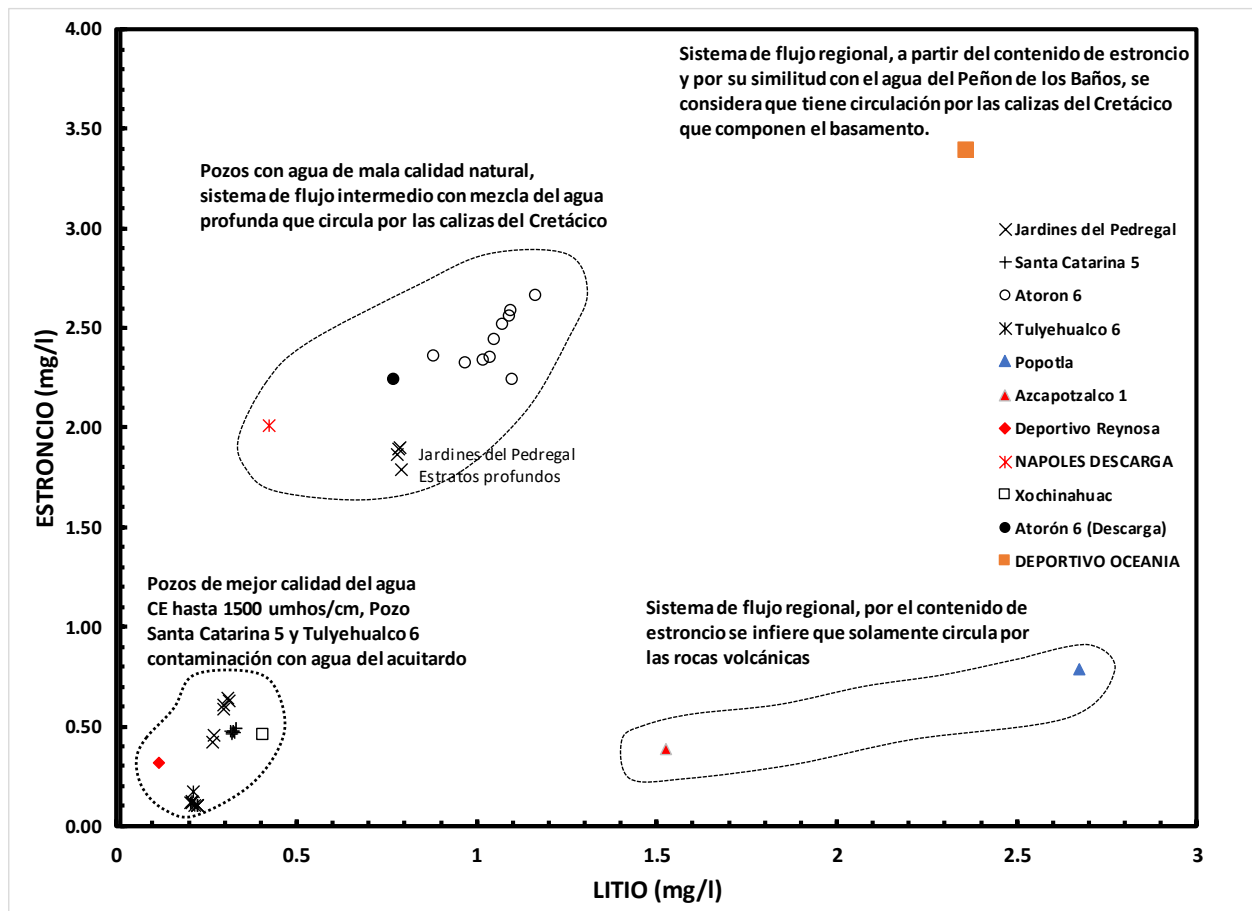 4.00
3.50
3.00
2.50
2.00
1.50
1.00
0.50
0.00
ESTRONCIO (mg/l)
Sistema de flujo regional, a partir del contenido de estroncio
y por su similitud con el agua del Peñon de los Baños, se
considera que tiene circulación por las calizas del Cretácico
que componen el basamento.
Pozos con agua de mala calidad natural,
sistema de flujo intermedio con mezcla del agua
profunda que circula por las calizas del Cretácico
Jardines del Pedregal
Estratos profundos
Jardines del Pedregal
Santa Catarina 5
Atoron 6
Tulyehualco 6
Popotla
Azcapotzalco 1
Deportivo Reynosa
NAPOLES DESCARGA
Xochinahuac
Atorón 6 (Descarga)
DEPORTIVO OCEANIA
Pozos de mejor calidad del agua
CE hasta 1500 umhos/cm, Pozo
Santa Catarina 5 y Tulyehualco 6
contaminación con agua del acuitardo
Sistema de flujo regional, por el contenido de
estroncio se infiere que solamente circula por
las rocas volcánicas
0
0.5
1
1.5
2
2.5
3
LITIO (mg/l)